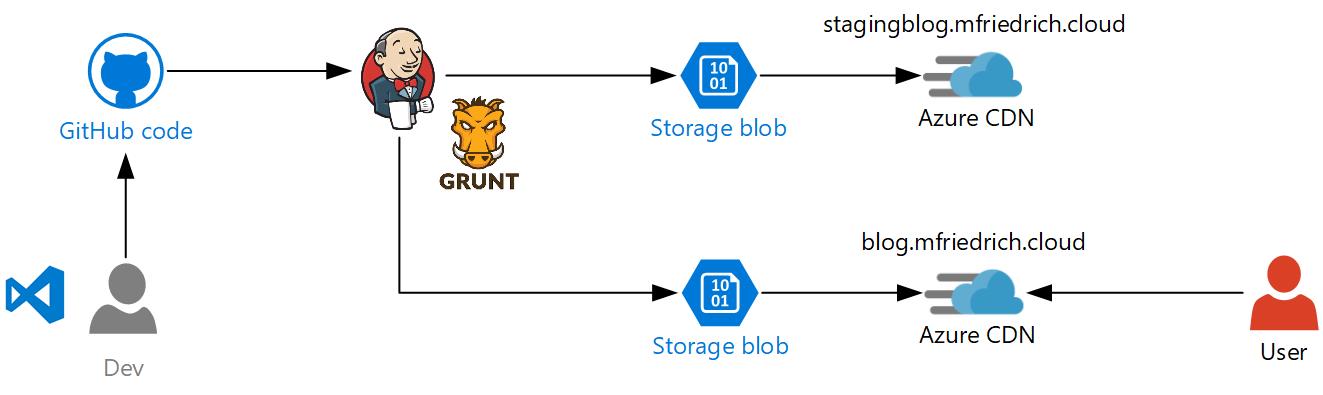 stagingblog.mfriedrich.cloud
GitHub code
10
01
Storage blob
Azure CDN
GRUNT
blog.mfriedrich.cloud
10
01
Storage blob
Azure CDN
Dev
User